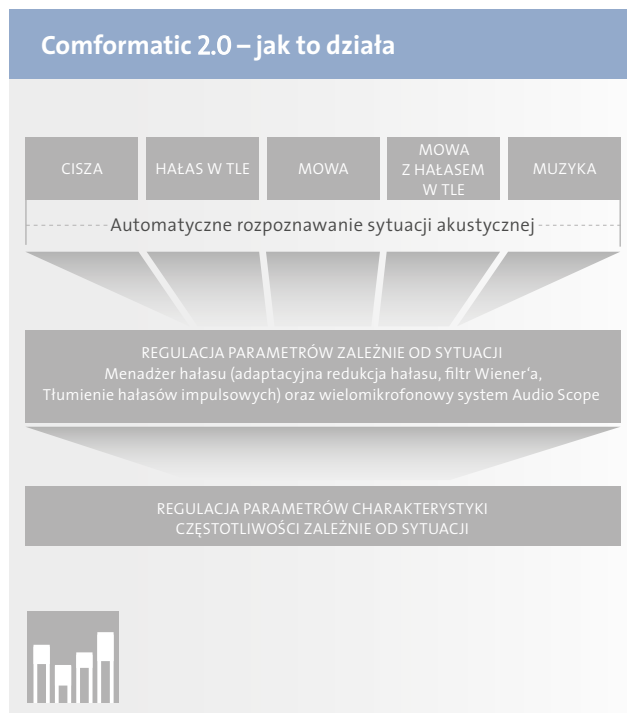 Comformatic 2.0 – jak to działa
CISZA
HAŁAS W TLE
MOWA
MOWA
Z HAŁASEM
W TLE
MUZYKA
Automatyczne rozpoznawanie sytuacji akustycznej
REGULACJA PARAMETRÓW ZALEŻNIE OD SYTUACJI
Menadżer hałasu (adaptacyjna redukcja hałasu, filtr Wiener‘a,
Tłumienie hałasów impulsowych) oraz wielomikrofonowy system Audio Scope
REGULACJA PARAMETRÓW CHARAKTERYSTYKI
CZĘSTOTLIWOŚCI ZALEŻNIE OD SYTUACJI